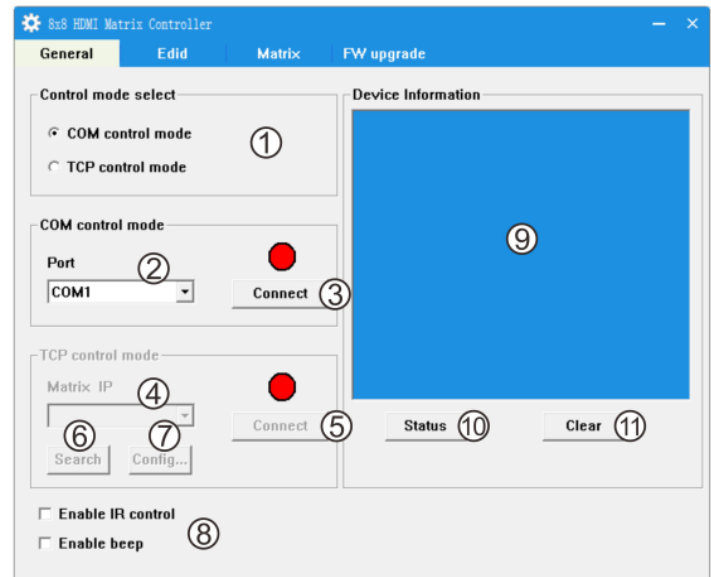 8x8 HDMI Matrix Controller
General Edid Matrix FW upgrade
Control mode select
COM control mode
TCP control mode
①
COM control mode
Port
②
COM1
Connect ③
TCP control mode
Matrix IP
④
Connect ⑤
⑥ ⑦
Search Config...
Enable IR control
Enable beep
⑧
Device Information
⑨
Status ⑩ Clear ⑪